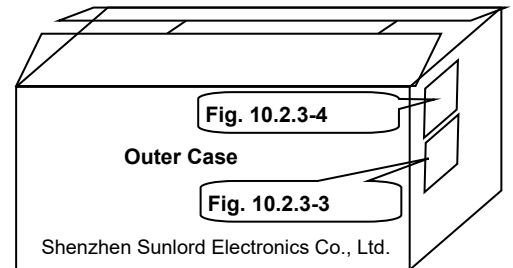 Fig. 10.2.3-4
Outer Case
Fig. 10.2.3-3
Shenzhen Sunlord Electronics Co., Ltd.